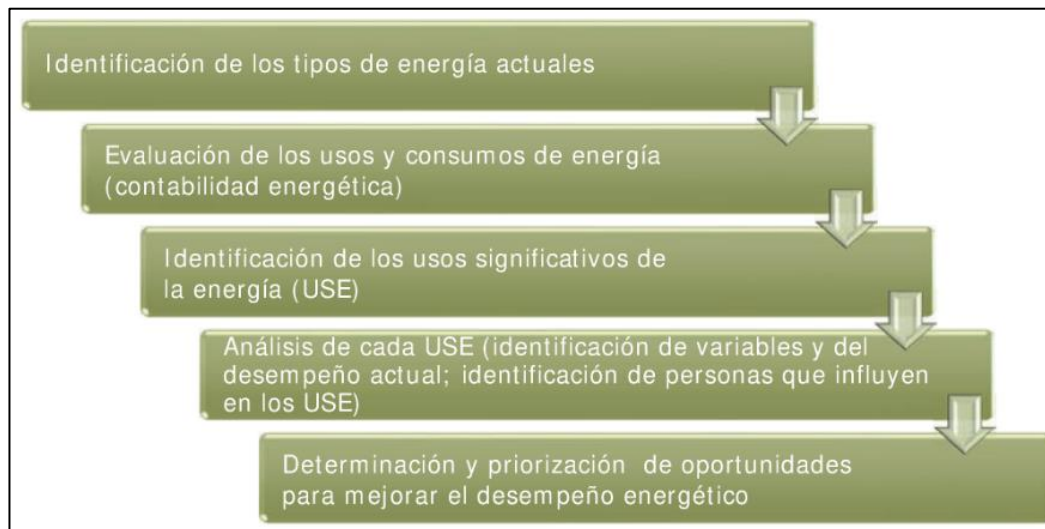 Identificación de los tipos de energía actuales
Evaluación de los usos y consumos de energía
(contabilidad energética)
Identificación de los usos significativos de
la energía (USE)
Análisis de cada USE (identificación de variables y del
desempeño actual; identificación de personas que influyen
en los USE)
Determinación y priorización de oportunidades
para mejorar el desempeño energético